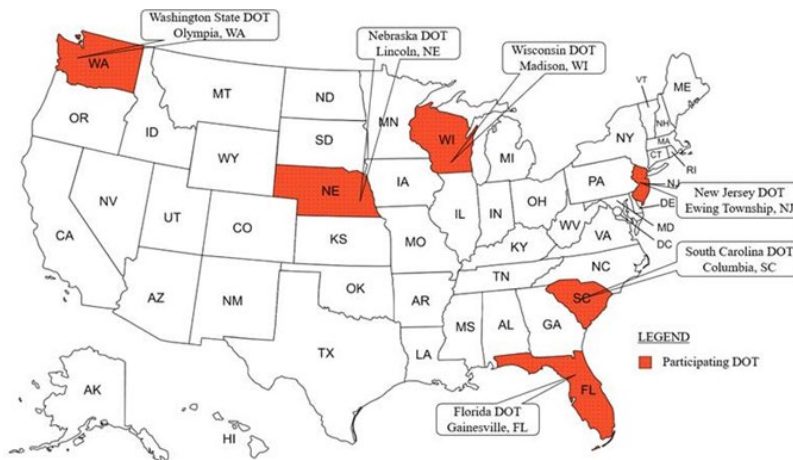 Washington State DOT
Olympia, WA
Nebraska DOT
Lincoln, NE
Wisconsin DOT
Madison, WI
WA
MT
ND
MN
WI
VT
ME
NH
OR
ID
SD
MI
NY
MA
CT
RI
WY
NE
IA
PA
NJ
New Jersey DOT
Ewing Township, NJ
NV
UT
CO
IL
IN
OH
DE
MD
DC
CA
KS
MO
WV
VA
KY
South Carolina DOT
Columbia, SC
AZ
NM
OK
AR
TN
NC
SC
MS
AL
GA
TX
LA
LEGEND
Participating DOT
FL
AK
HI
Florida DOT
Gainesville, FL